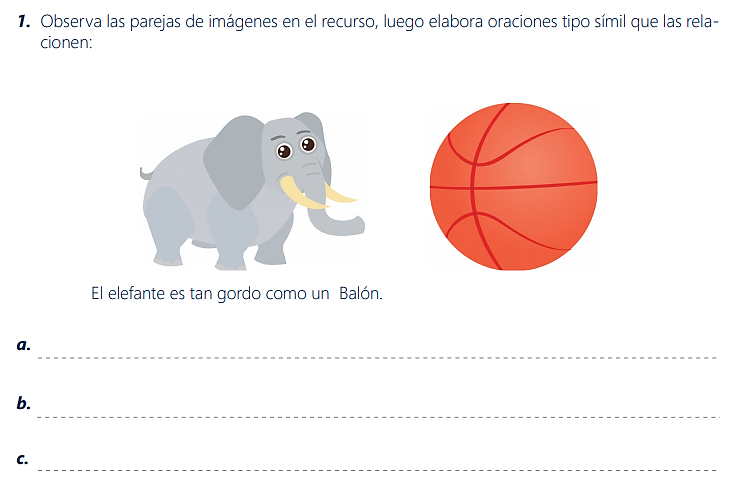 1. Observa las parejas de imágenes en el recurso, luego elabora oraciones tipo símil que las rela-
cionen:
El elefante es tan gordo como un Balón.
a.
b.
c.